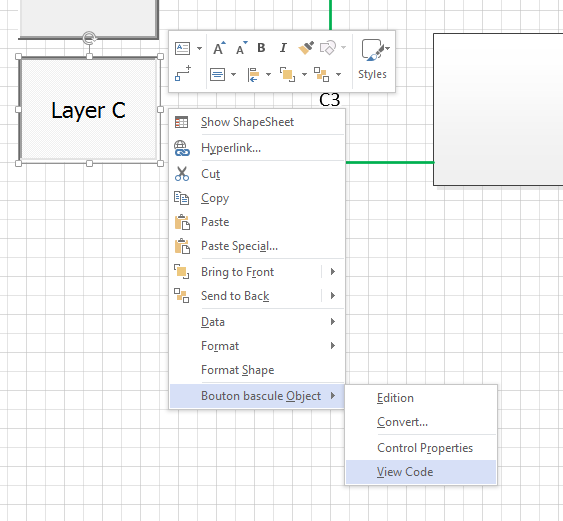 A A B I
Styles
Layer C
C3
Show ShapeSheet
Hyperlink...
Cut
Copy
Paste
Paste Special...
Bring to Front
Send to Back
Data
Format
Format Shape
Bouton bascule Object
Edition
Convert...
Control Properties
View Code